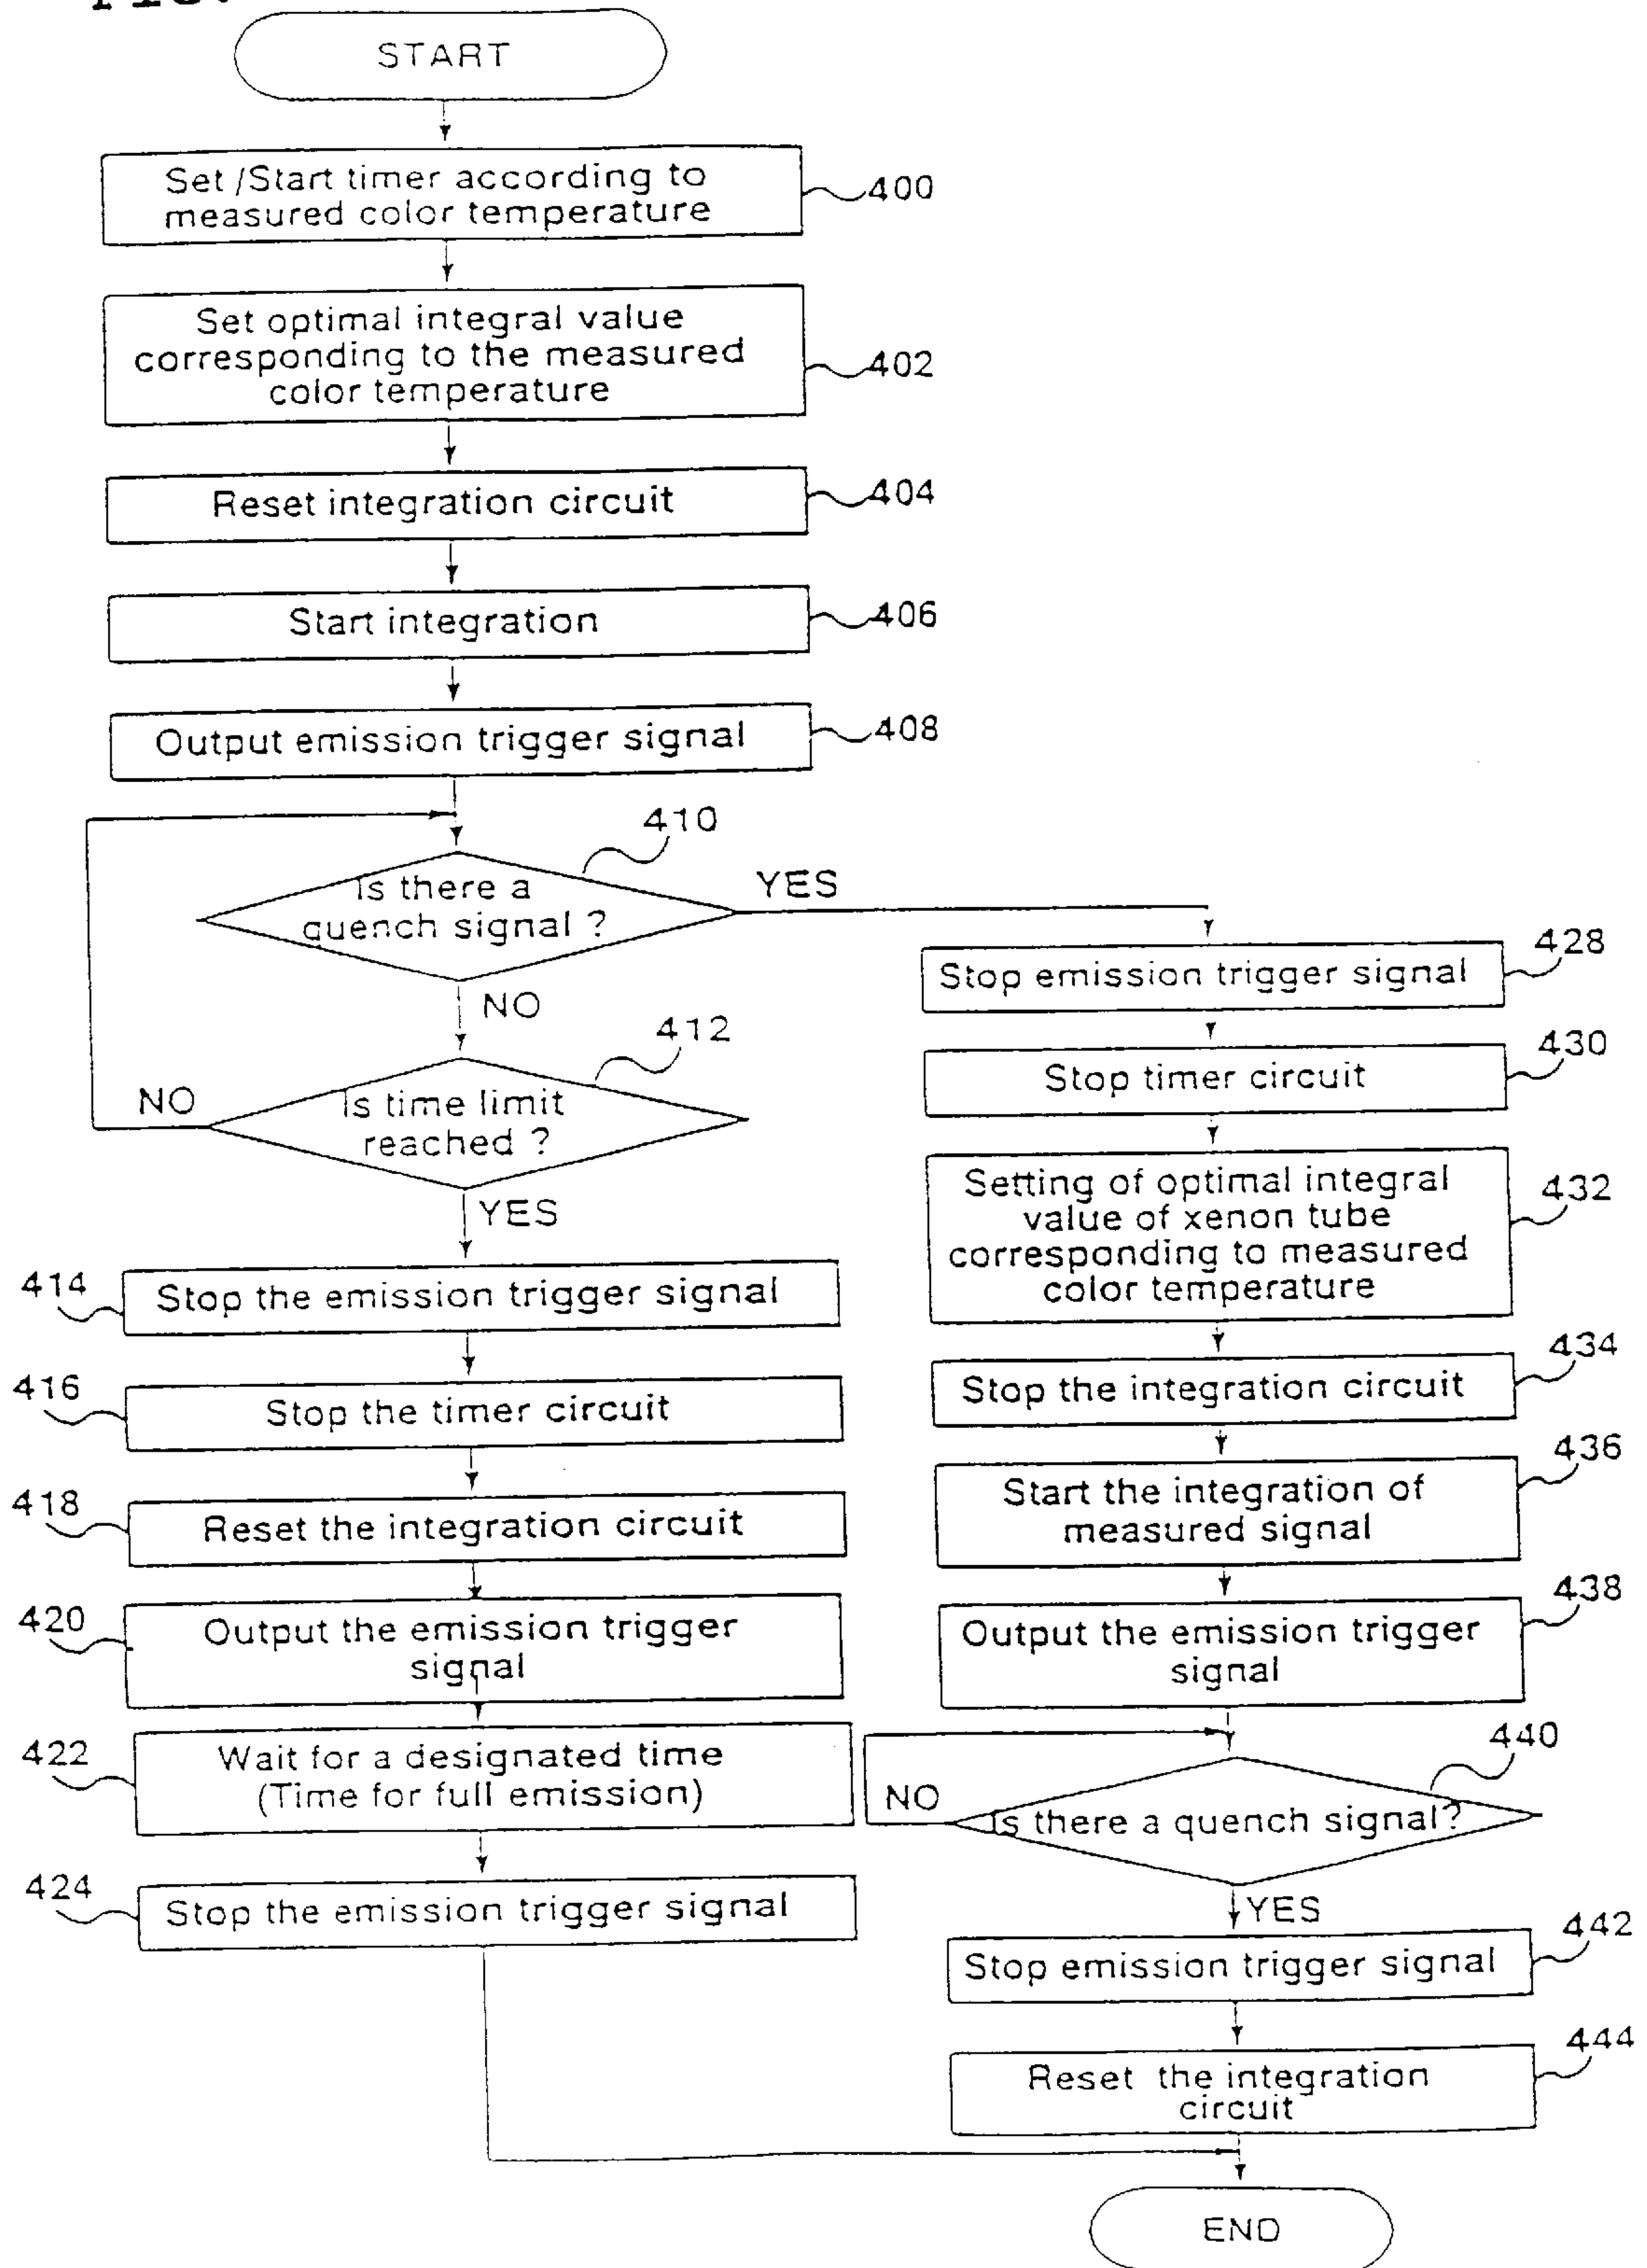 START
Set /Start timer according to
measured color temperature
400
Set optimal integral value
corresponding to the measured
color temperature
402
Reset integration circuit
404
Start integration
406
Output emission trigger signal
408
410
Is there a
quench signal ?
YES
NO
412
Is time limit
reached ?
NO
YES
414
Stop the emission trigger signal
416
Stop the timer circuit
418
Reset the integration circuit
420
Output the emission trigger
signal
422
Wait for a designated time
(Time for full emission)
424
Stop the emission trigger signal
428
Stop emission trigger signal
430
Stop timer circuit
432
Setting of optimal integral
value of xenon tube
corresponding to measured
color temperature
434
Stop the integration circuit
436
Start the integration of
measured signal
438
Output the emission trigger
signal
440
NO
Is there a quench signal?
YES
442
Stop emission trigger signal
444
Reset the integration
circuit
END